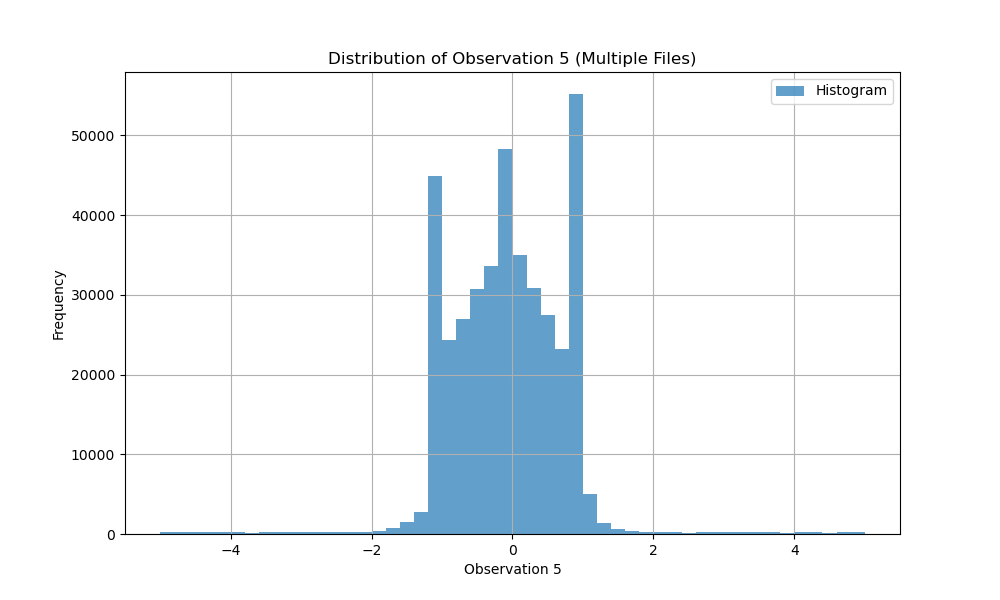 Distribution of Observation 5 (Multiple Files)
Histogram
50000
40000
30000
20000
10000
0
Frequency
−4
−2
0
2
4
Observation 5